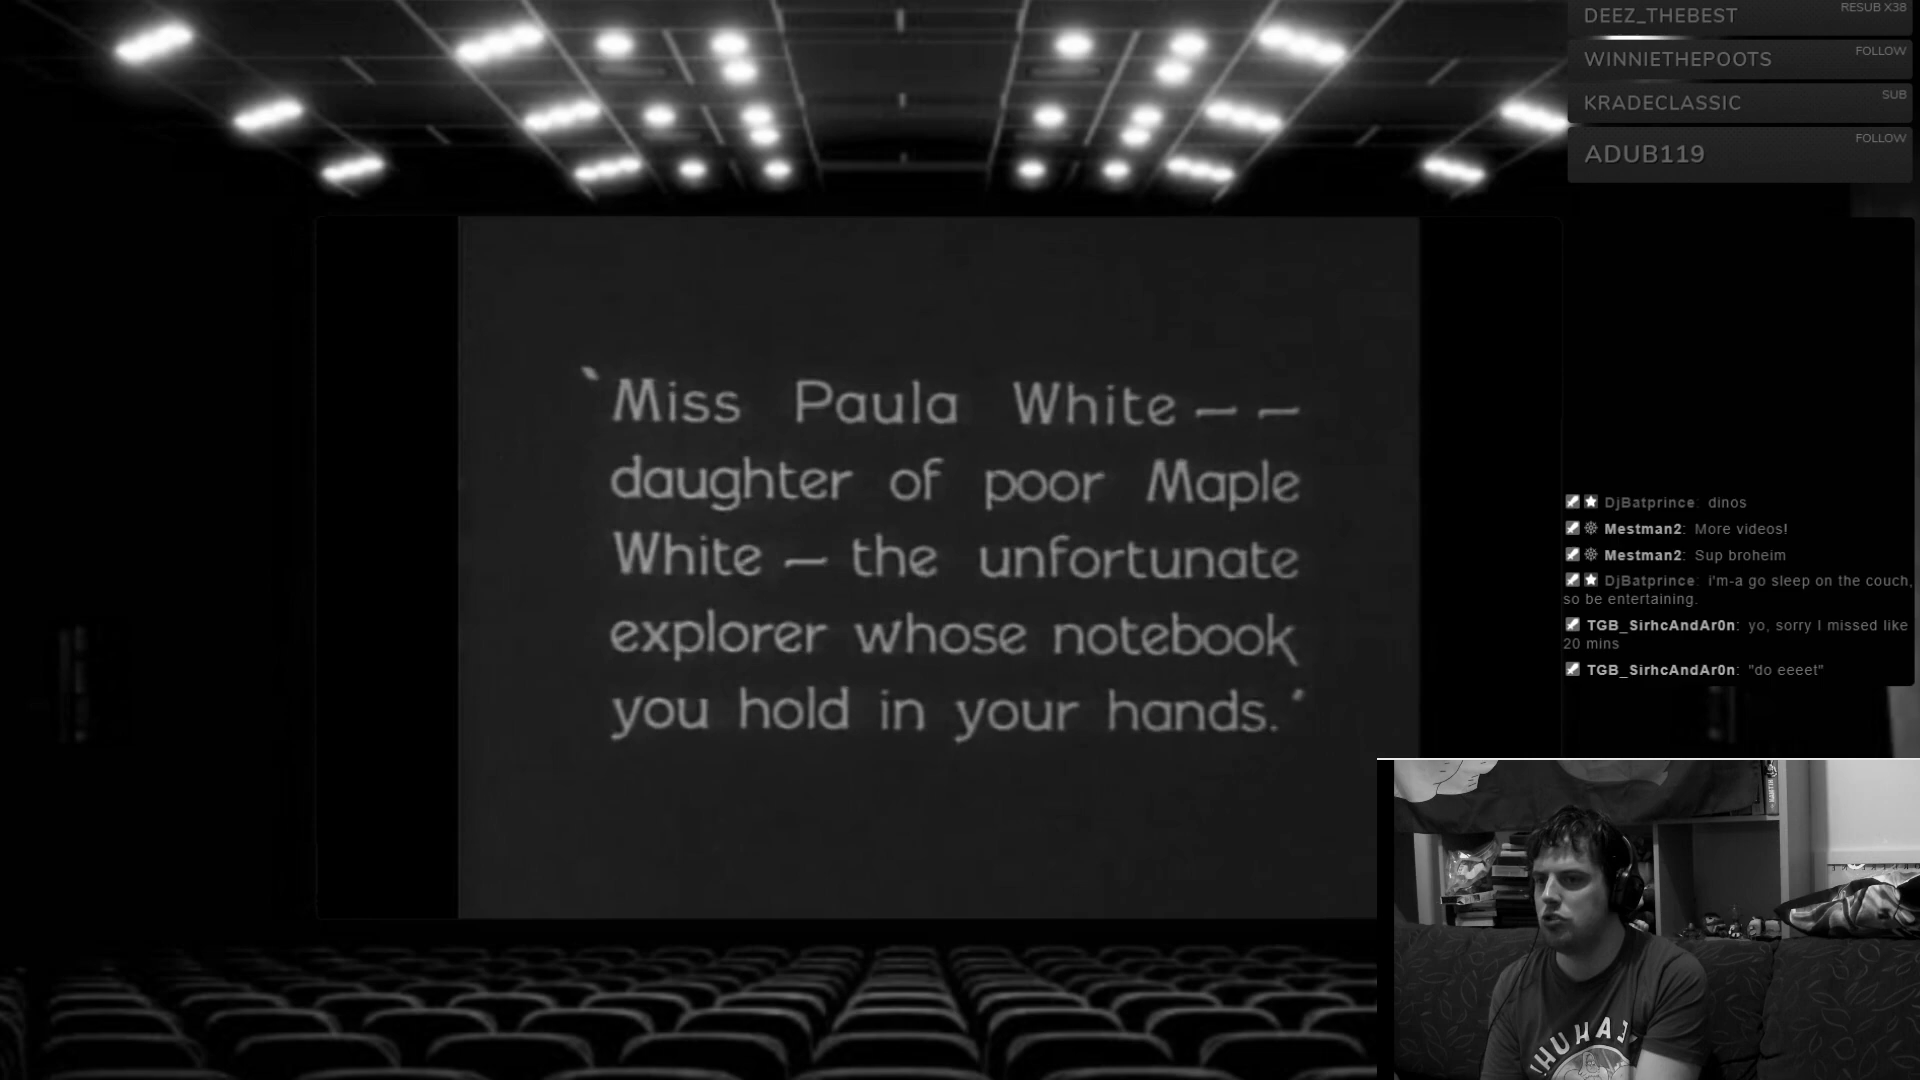 DEEZ_THEBEST
RESUB X38
WINNIETHEPOOTS
FOLLOW
KRADECLASSIC
SUB
ADUB119
FOLLOW
‵Miss Paula White — —
daughter of poor Maple
White — the unfortunate
explorer whose notebook
you hold in your hands.′
DjBatprince: dinos
Mestman2: More videos!
Mestman2: Sup broheim
DjBatprince: i'm-a go sleep on the couch,
so be entertaining.
TGB_SirhcAndAr0n: yo, sorry I missed like
20 mins
TGB_SirhcAndAr0n: "do eeeet"